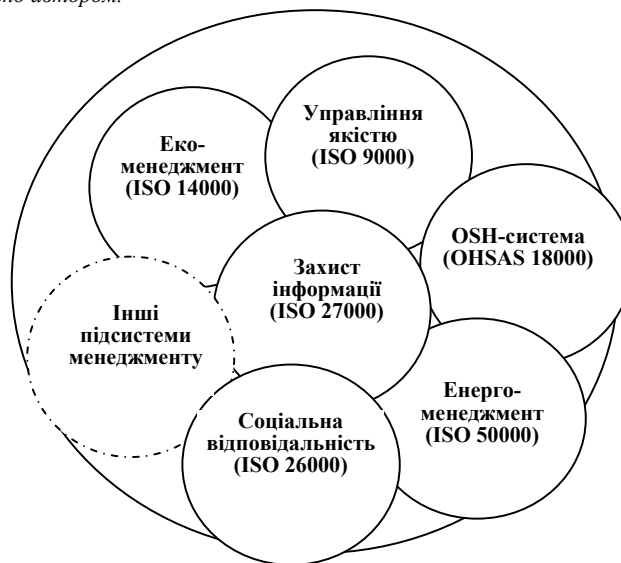 автором.
Управління
якістю
(ISO 9000)
Еко-
менеджмент
(ISO 14000)
OSH-система
(OHSAS 18000)
Захист
інформації
(ISO 27000)
Інші
підсистеми
менеджменту
Енерго-
менеджмент
(ISO 50000)
Соціальна
відповідальність
(ISO 26000)